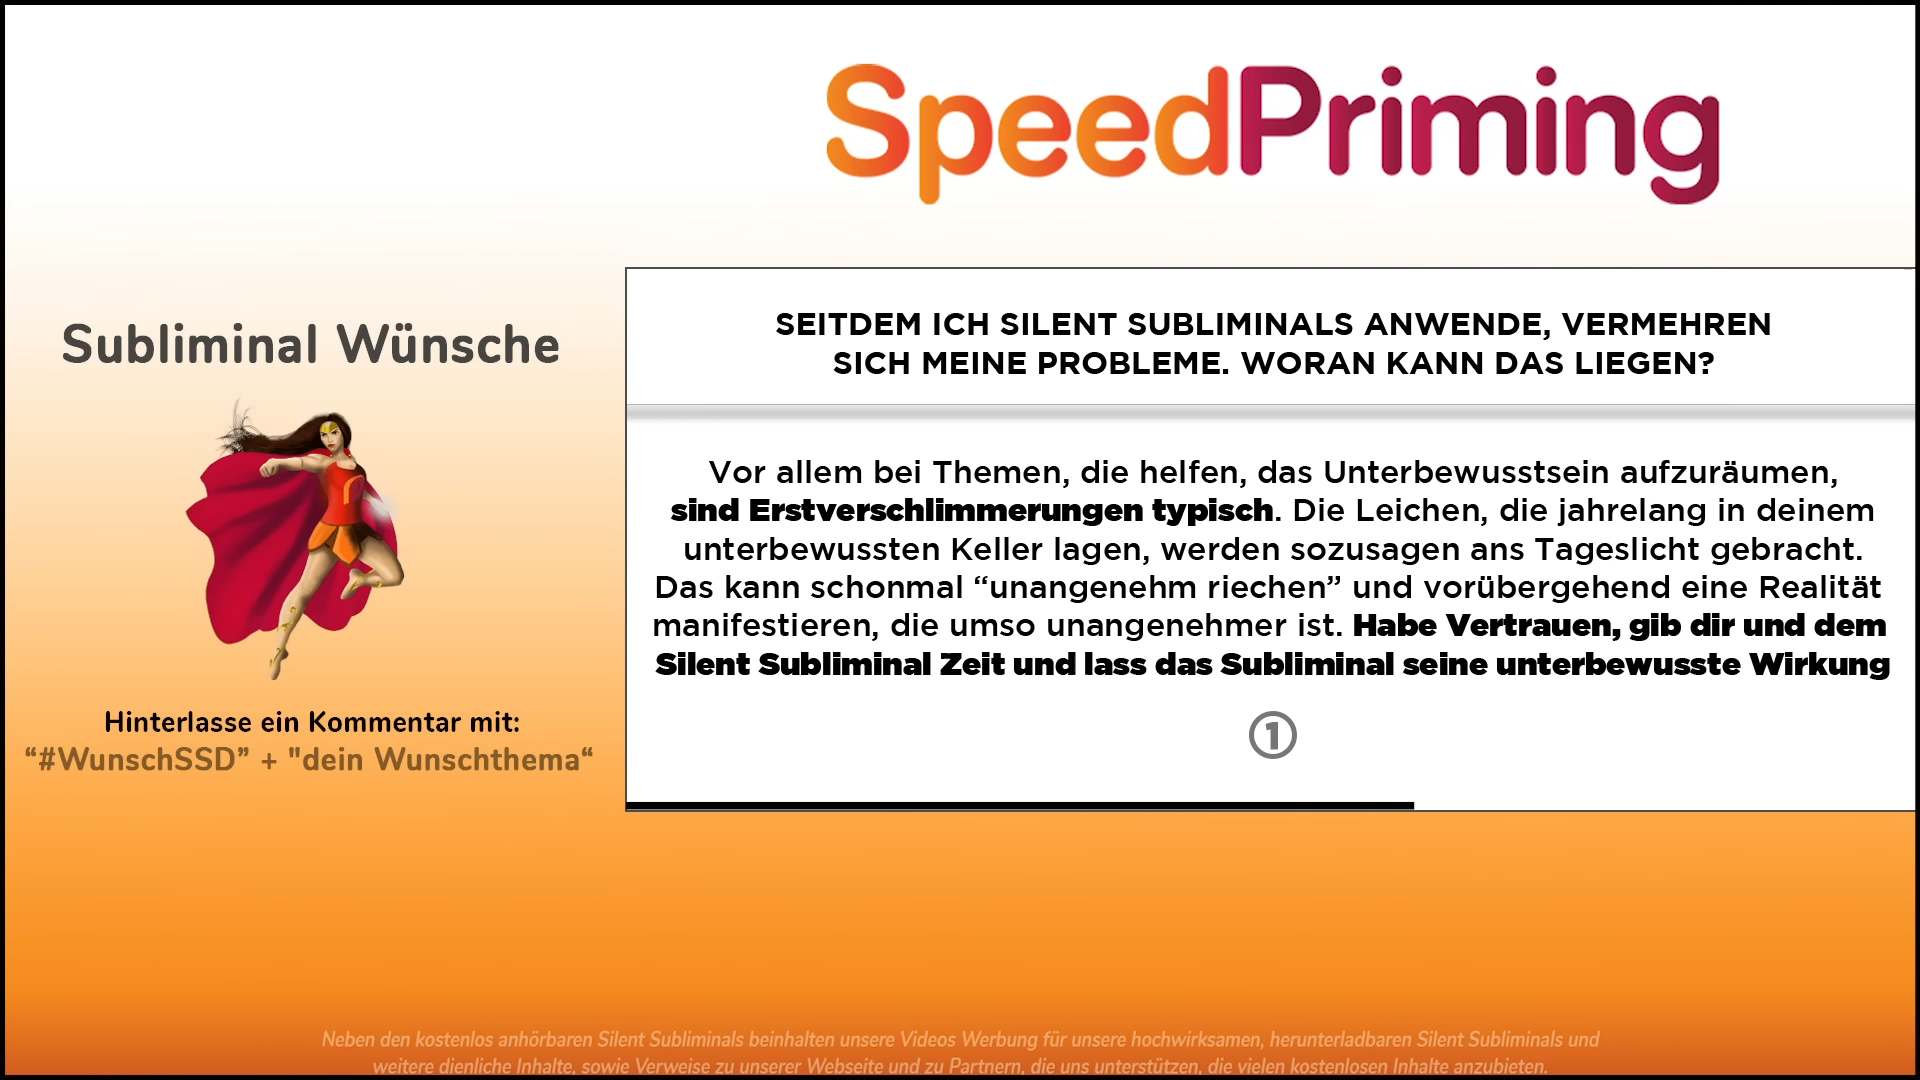 SpeedPriming
Subliminal Wünsche
Hinterlasse ein Kommentar mit:
“#WunschSSD” + "dein Wunschthema“
SEITDEM ICH SILENT SUBLIMINALS ANWENDE, VERMEHREN
SICH MEINE PROBLEME. WORAN KANN DAS LIEGEN?
Vor allem bei Themen, die helfen, das Unterbewusstsein aufzuräumen,
sind Erstverschlimmerungen typisch. Die Leichen, die jahrelang in deinem
unterbewussten Keller lagen, werden sozusagen ans Tageslicht gebracht.
Das kann schonmal “unangenehm riechen” und vorübergehend eine Realität
manifestieren, die umso unangenehmer ist. Habe Vertrauen, gib dir und dem
Silent Subliminal Zeit und lass das Subliminal seine unterbewusste Wirkung
1
Neben den kostenlos anhörbaren Silent Subliminals beinhalten unsere Videos Werbung für unsere hochwirksamen, herunterladbaren Silent Subliminals und
weitere dienliche Inhalte, sowie Verweise zu unserer Webseite und zu Partnern, die uns unterstützen, die vielen kostenlosen Inhalte anzubieten.